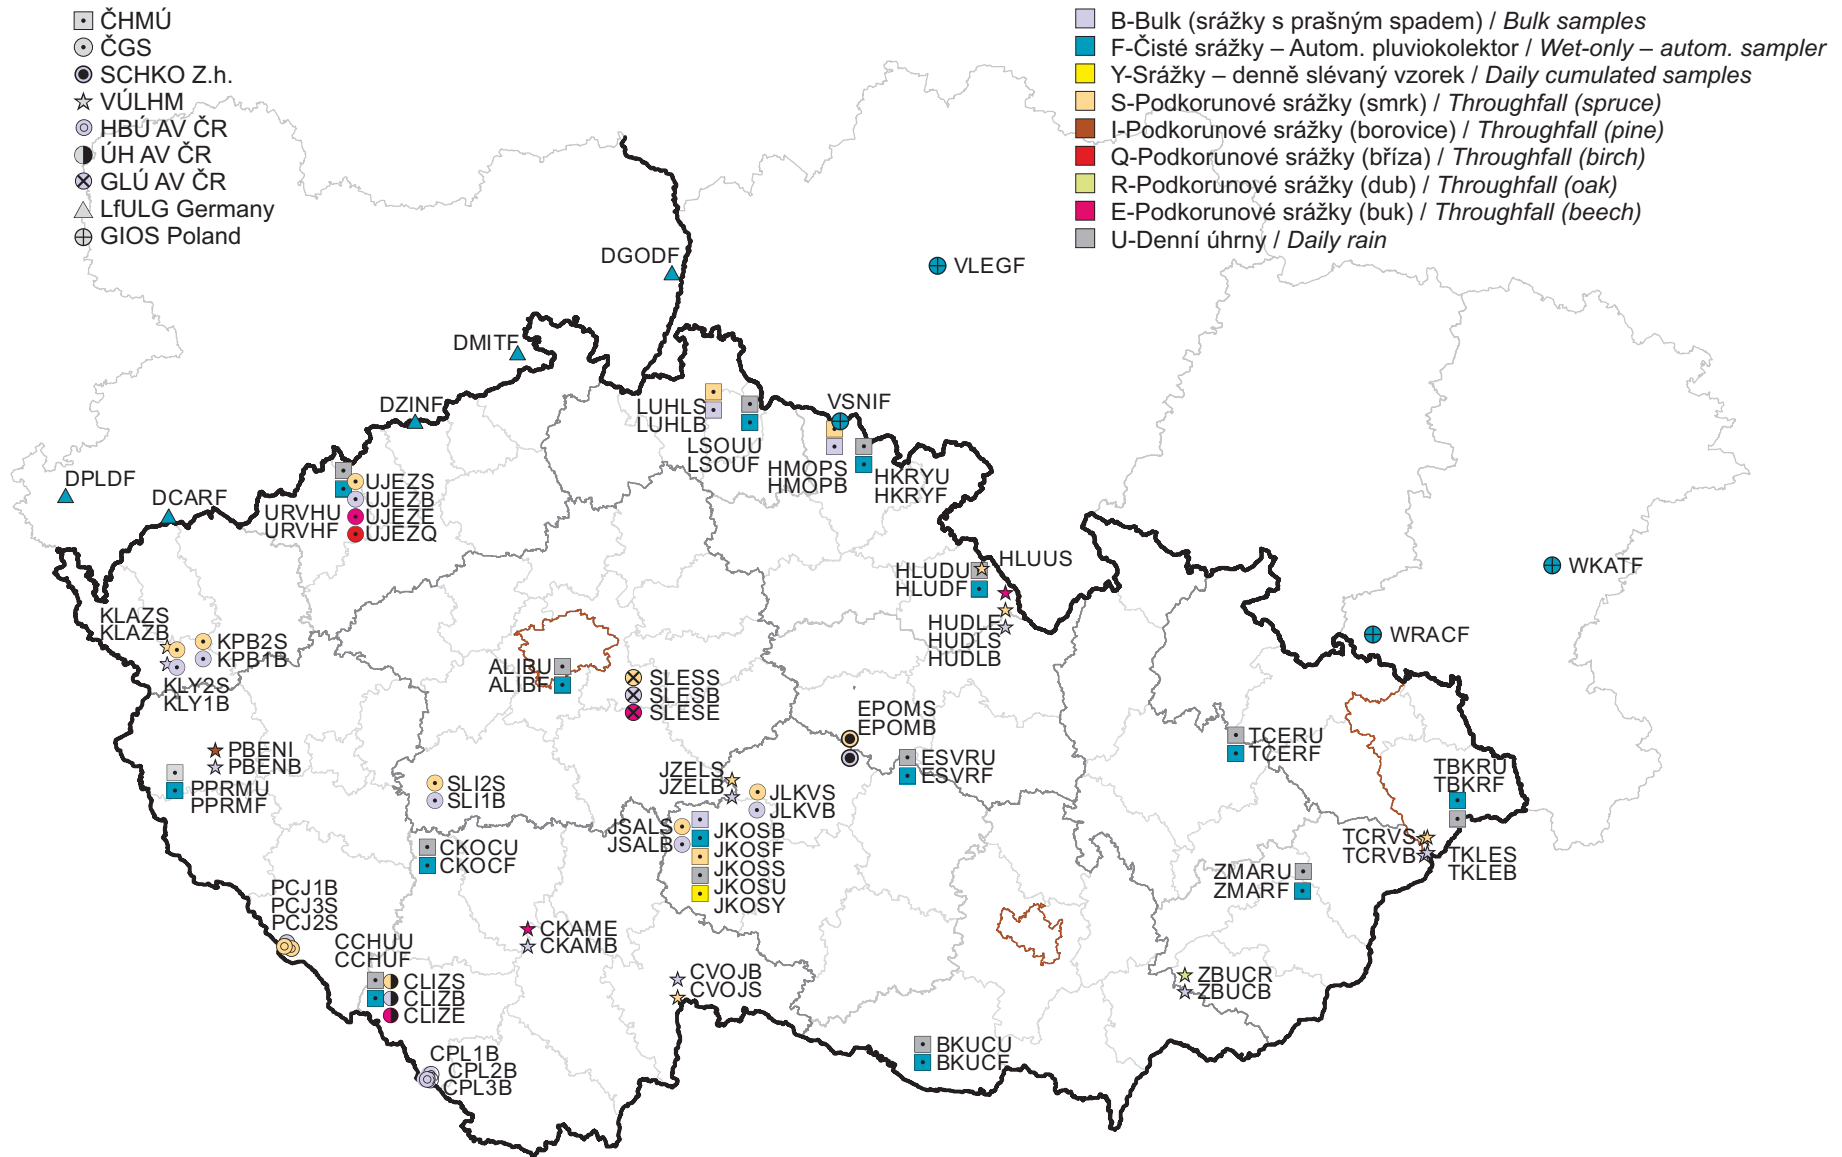 ČHMÚ
ČGS
SCHKO Z.h.
VÚLHM
HBÚ AV ČR
ÚH AV ČR
GLÚ AV ČR
LfULG Germany
GIOS Poland
B-Bulk (srážky s prašným spadem) / Bulk samples
F-Čisté srážky – Autom. pluviokolektor / Wet-only – autom. sampler
Y-Srážky – denně slévaný vzorek / Daily cumulated samples
S-Podkorunové srážky (smrk) / Throughfall (spruce)
I-Podkorunové srážky (borovice) / Throughfall (pine)
Q-Podkorunové srážky (bříza) / Throughfall (birch)
R-Podkorunové srážky (dub) / Throughfall (oak)
E-Podkorunové srážky (buk) / Throughfall (beech)
U-Denní úhrny / Daily rain
DGODF
VLEGF
DMITF
DZINF
LUHLS
LUHLB
VSNIF
LSOUU
LSOUF
HMOPS
HMOPB
HKRYU
HKRYF
DPLDF
DCARF
UJEZS
UJEZB
UJEZE
UJEZQ
URVHU
URVHF
HLUUS
HLUDU
HLUDF
WKATF
HUDLE
HUDLS
HUDLB
WRACF
KLAZS
KLAZB
KPB2S
KPB1B
KLY2S
KLY1B
ALIBU
ALIBF
SLESS
SLESB
SLESE
EPOMS
EPOMB
TCERU
TCERF
PBENI
PBENB
PPRMU
PPRMF
ESVRU
ESVRF
TBKRU
TBKRF
SLI2S
SLI1B
JZELS
JZELB
JLKVS
JLKVB
JSALS
JSALB
JKOSB
JKOSF
JKOSS
JKOSU
JKOSY
CKOCU
CKOCF
TCRVS
TCRVB
TKLES
TKLEB
ZMARU
ZMARF
PCJ1B
PCJ3S
PCJ2S
CCHUU
CCHUF
CKAME
CKAMB
CLIZS
CLIZB
CLIZE
CVOJB
CVOJS
ZBUCR
ZBUCB
BKUCU
BKUCF
CPL1B
CPL2B
CPL3B